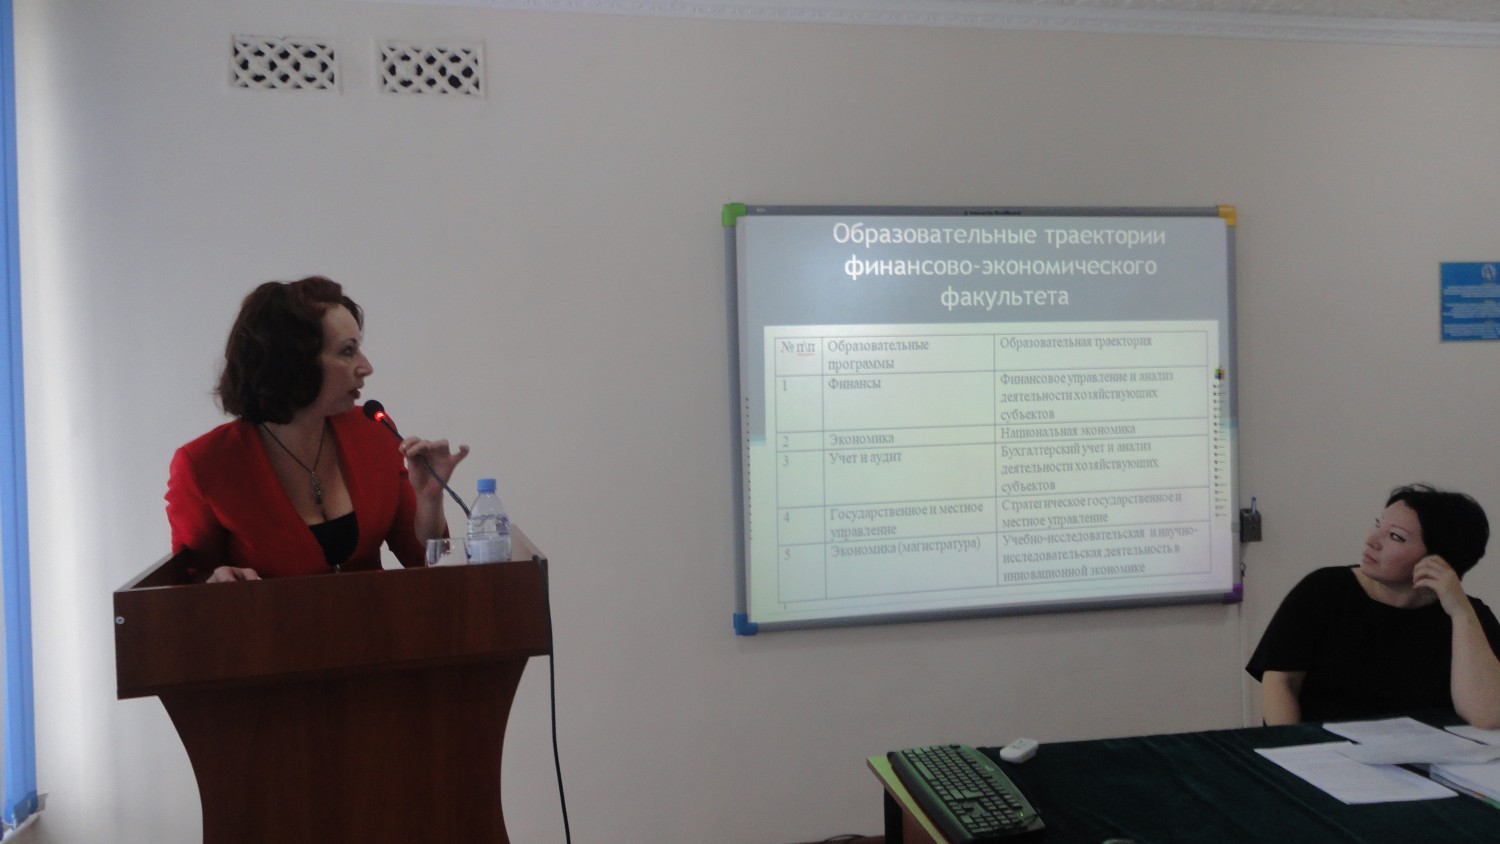 Образовательные траектории
финансово-экономического
факультета
№ п\п
Образовательные
программы
Образовательная траектория
1
Финансы
Финансовое управление и анализ
деятельности хозяйствующих
субъектов
2
Экономика
Национальная экономика
3
Учет и аудит
Бухгалтерский учет и анализ
деятельности хозяйствующих
субъектов
4
Государственное и местное
управление
Стратегическое государственное и
местное управление
5
Экономика (магистратура)
Учебно-исследовательская и научно-
исследовательская деятельность в
инновационной экономике